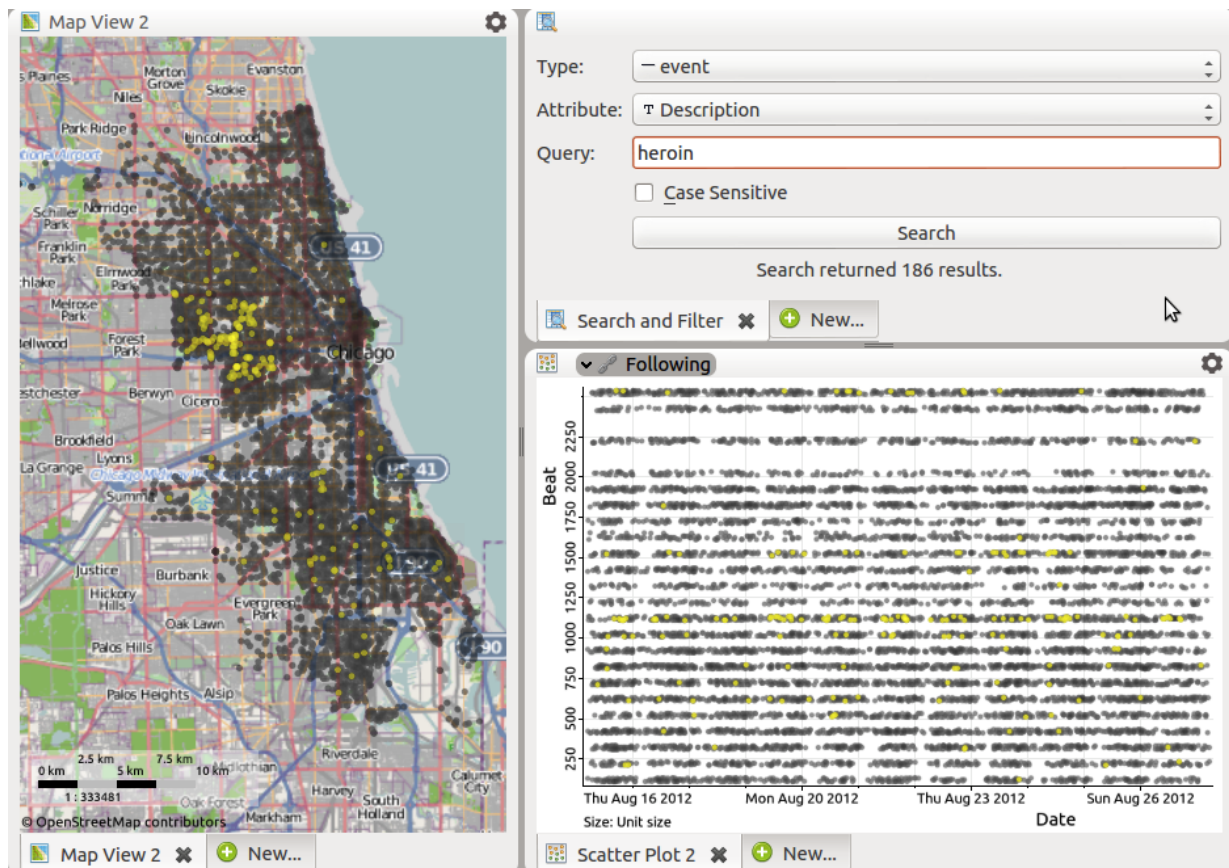 Map View 2
s Plaines
Morton
Grove
Evanston
Skokie
Niles
Park Ridge
Lincolnwood
Schiller
Park
Norridge
Franklin
Park
US 41
Elmwood
Park
hlake
Melrose
Park
Bellwood
Forest
Park
Chicago
estchester
Berwyn
Cicero
Brookfield
Lyons
La Grange
US 41
Summit
Justice
Burbank
Hickory
Hills
Evergreen
Park
Oak Lawn
90
Palos Hills
Palos Heights
Alsip
2.5 km
7.5 km
0 km
5 km
10 km
Riverdale
Midlothian
1 : 333481
Harvey
Calumet
City
Oak Forest
South
Holland
Markham
© OpenStreetMap contributors
Map View 2
New...
Type:
event
Attribute:
T Description
Query:
heroin
Case Sensitive
Search
Search returned 186 results.
Search and Filter
New...
Following
Beat
2250
2000
1750
1500
1250
1000
750
500
250
Thu Aug 16 2012
Mon Aug 20 2012
Thu Aug 23 2012
Sun Aug 26 2012
Size: Unit size
Date
Scatter Plot 2
New...